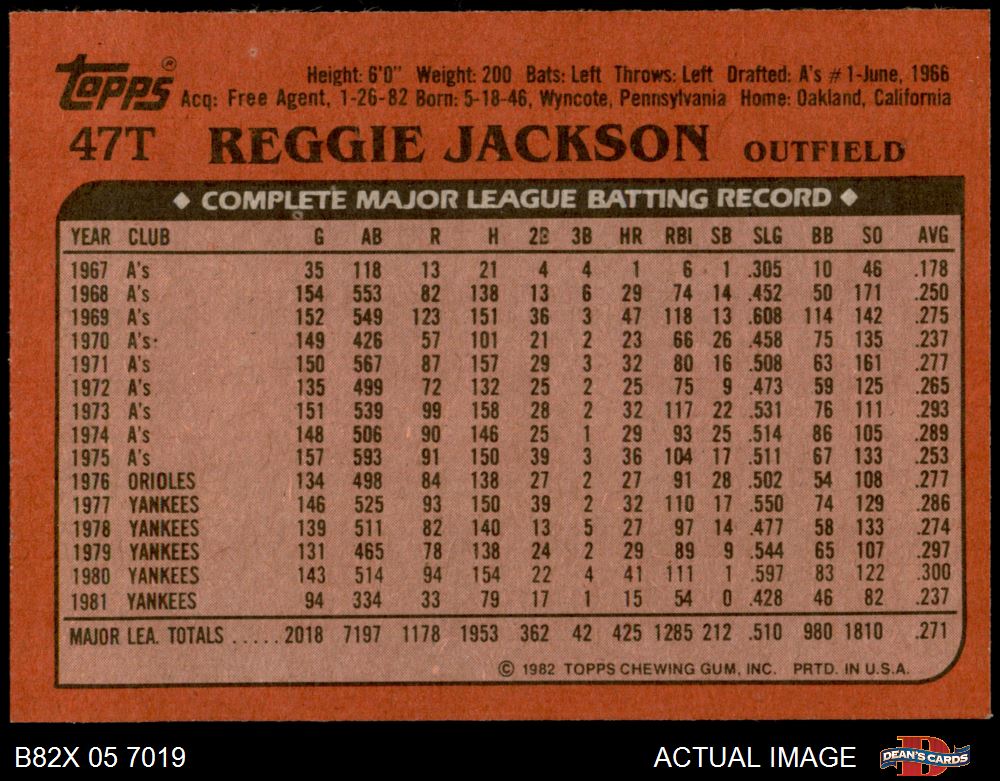 Topps®
Height: 6'0" Weight: 200 Bats: Left Throws: Left Drafted: A's #1-June, 1966
Acq: Free Agent, 1-26-82 Born: 5-18-46, Wyncote, Pennsylvania Home: Oakland, California
47T REGGIE JACKSON OUTFIELD
◆ COMPLETE MAJOR LEAGUE BATTING RECORD ◆
YEAR CLUB G AB R H 2B 3B HR RBI SB SLG BB SO AVG
1967 A's 35 118 13 21 4 4 1 6 1 .305 10 46 .178
1968 A's 154 553 82 138 13 6 29 74 14 .452 50 171 .250
1969 A's 152 549 123 151 36 3 47 118 13 .608 114 142 .275
1970 A's 149 426 57 101 21 2 23 66 26 .458 75 135 .237
1971 A's 150 567 87 157 29 3 32 80 16 .508 63 161 .277
1972 A's 135 499 72 132 25 2 25 75 9 .473 59 125 .265
1973 A's 151 539 99 158 28 2 32 117 22 .531 76 111 .293
1974 A's 148 506 90 146 25 1 29 93 25 .514 86 105 .289
1975 A's 157 593 91 150 39 3 36 104 17 .511 67 133 .253
1976 ORIOLES 134 498 84 138 27 2 27 91 28 .502 54 108 .277
1977 YANKEES 146 525 93 150 39 2 32 110 17 .550 74 129 .286
1978 YANKEES 139 511 82 140 13 5 27 97 14 .477 58 133 .274
1979 YANKEES 131 465 78 138 24 2 29 89 9 .544 65 107 .297
1980 YANKEES 143 514 94 154 22 4 41 111 1 .597 83 122 .300
1981 YANKEES 94 334 33 79 17 1 15 54 0 .428 46 82 .237
MAJOR LEA. TOTALS .....2018 7197 1178 1953 362 42 425 1285 212 .510 980 1810 .271
© 1982 TOPPS CHEWING GUM, INC. PRTD. IN U.S.A.
B82X 05 7019 ACTUAL IMAGE DEAN'S CARDS